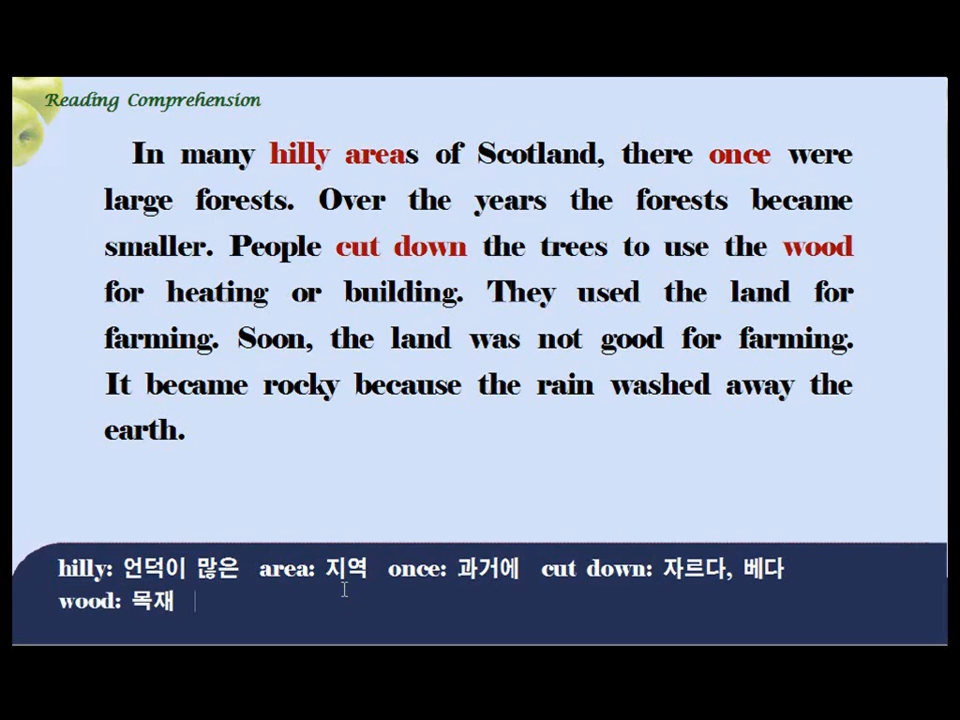 Reading Comprehension
In many hilly areas of Scotland, there once were
large forests. Over the years the forests became
smaller. People cut down the trees to use the wood
for heating or building. They used the land for
farming. Soon, the land was not good for farming.
It became rocky because the rain washed away the
earth.
hilly: 언덕이 많은 area: 지역 once: 과거에 cut down: 자르다, 베다
wood: 목재